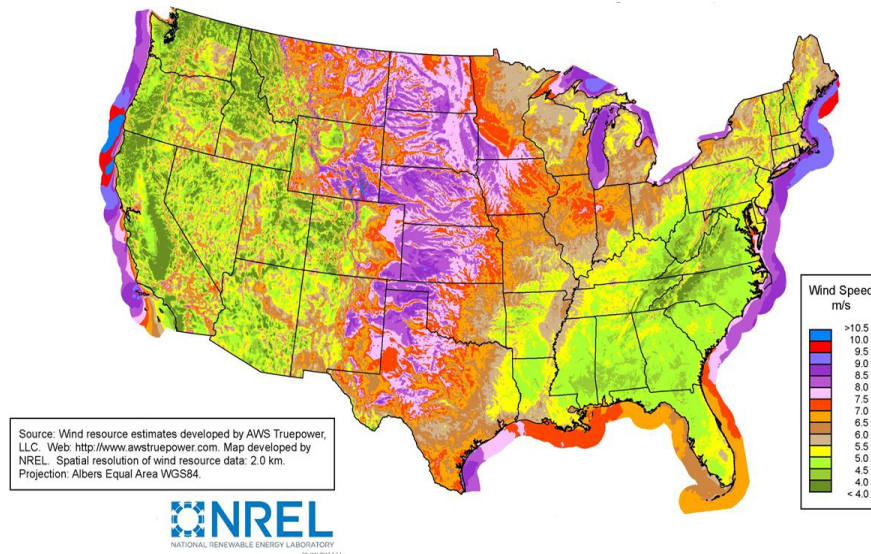 Wind Speed
m/s
>10.5
10.0
9.5
9.0
8.5
8.0
7.5
7.0
6.5
6.0
5.5
5.0
4.5
4.0
< 4.0
Source: Wind resource estimates developed by AWS Truepower,
LLC. Web: http://www.awstruepower.com. Map developed by
NREL. Spatial resolution of wind resource data: 2.0 km.
Projection: Albers Equal Area WGS84.
NREL
NATIONAL RENEWABLE ENERGY LABORATORY